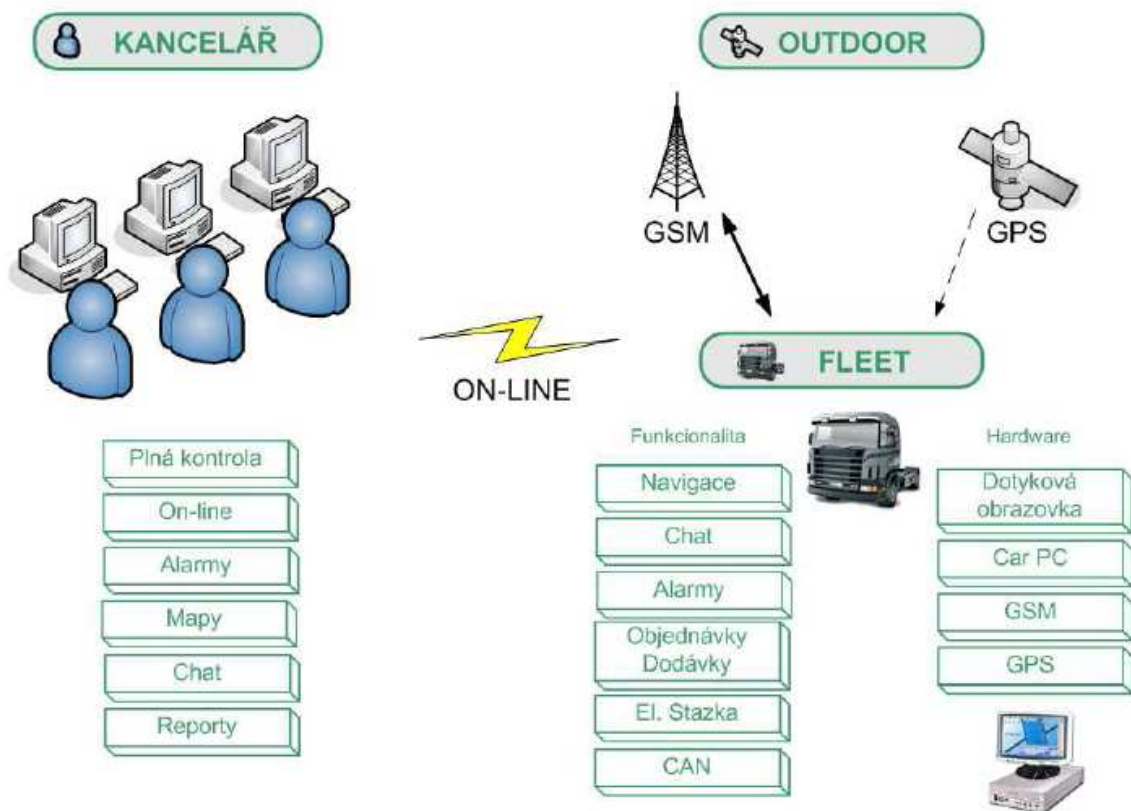 KANCELÁŘ
OUTDOOR
GSM
GPS
ON-LINE
FLEET
Plná kontrola
On-line
Alarmy
Mapy
Chat
Reporty
Funkcionalita
Navigace
Chat
Alarmy
Objednávky
Dodávky
El. Stazka
CAN
Hardware
Dotyková
obrazovka
Car PC
GSM
GPS